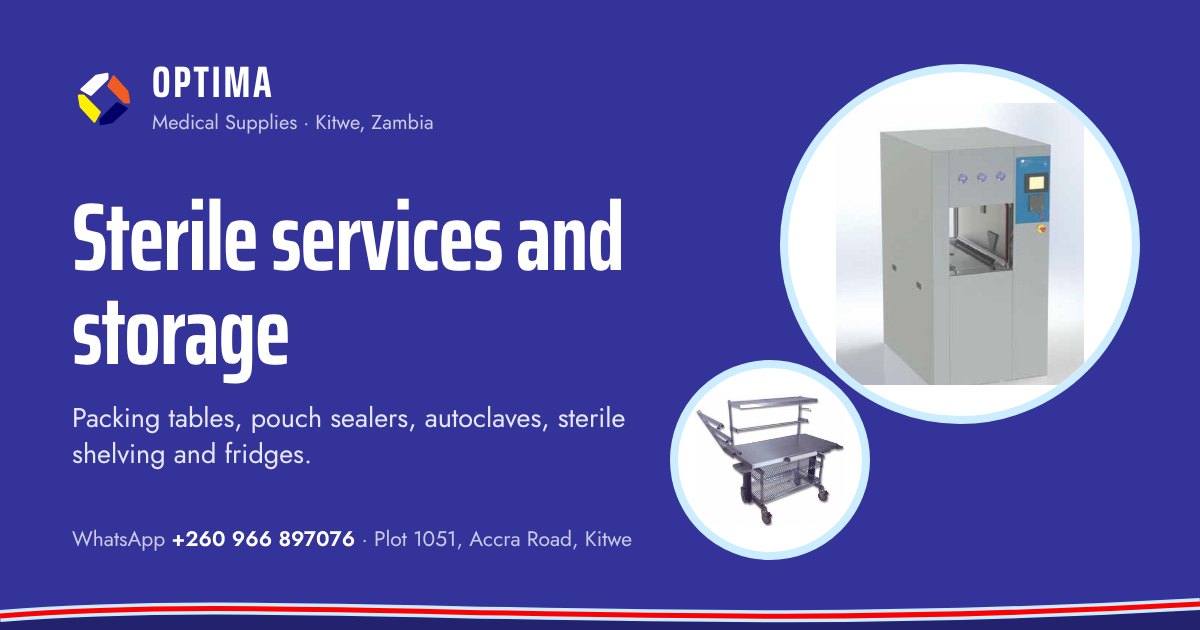 OPTIMA
Medical Supplies · Kitwe, Zambia
Sterile services and
storage
Packing tables, pouch sealers, autoclaves, sterile
shelving and fridges.
WhatsApp +260 966 897076 · Plot 1051, Accra Road, Kitwe